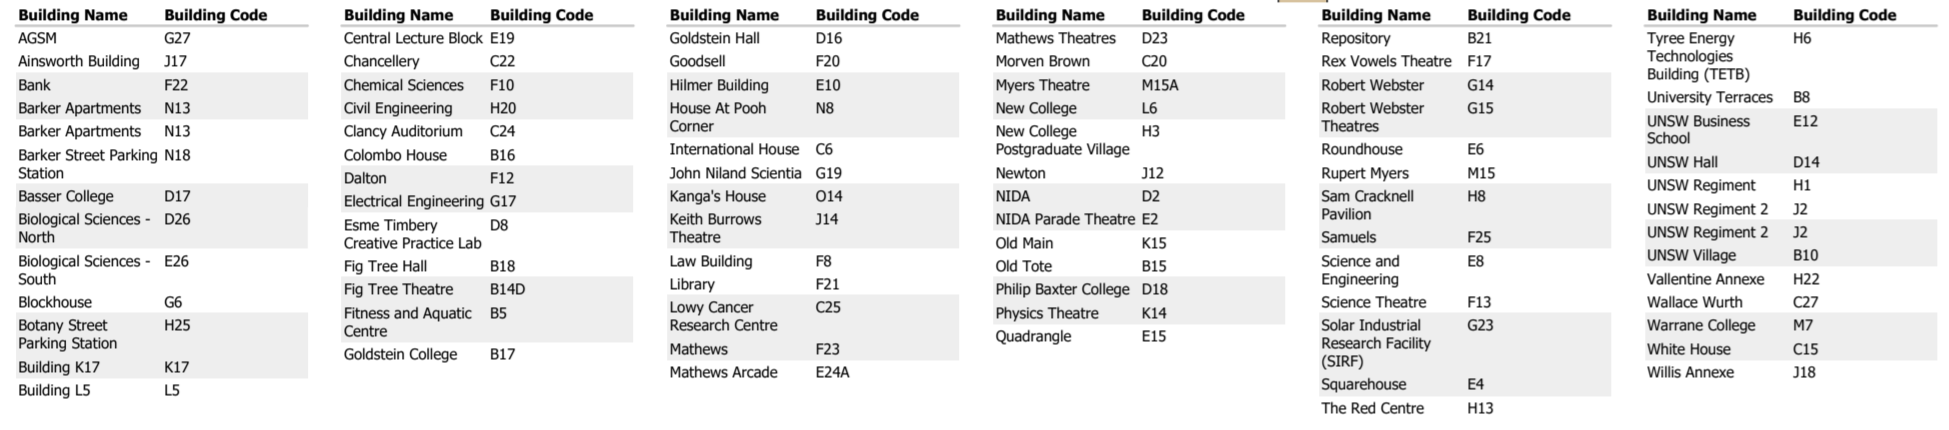 Building Name Building Code
AGSM G27
Ainsworth Building J17
Bank F22
Barker Apartments N13
Barker Apartments N13
Barker Street Parking N18
Station
Basser College D17
Biological Sciences - D26
North
Biological Sciences - E26
South
Blockhouse G6
Botany Street H25
Parking Station
Building K17 K17
Building L5 L5
Building Name Building Code
Central Lecture Block E19
Chancellery C22
Chemical Sciences F10
Civil Engineering H20
Clancy Auditorium C24
Colombo House B16
Dalton F12
Electrical Engineering G17
Esme Timbery D8
Creative Practice Lab
Fig Tree Hall B18
Fig Tree Theatre B14D
Fitness and Aquatic B5
Centre
Goldstein College B17
Building Name Building Code
Goldstein Hall D16
Goodsell F20
Hilmer Building E10
House At Pooh N8
Corner
International House C6
John Niland Scientia G19
Kanga's House O14
Keith Burrows J14
Theatre
Law Building F8
Library F21
Lowy Cancer C25
Research Centre
Mathews F23
Mathews Arcade E24A
Building Name Building Code
Mathews Theatres D23
Morven Brown C20
Myers Theatre M15A
New College L6
New College H3
Postgraduate Village
Newton J12
NIDA D2
NIDA Parade Theatre E2
Old Main K15
Old Tote B15
Philip Baxter College D18
Physics Theatre K14
Quadrangle E15
Building Name Building Code
Repository B21
Rex Vowels Theatre F17
Robert Webster G14
Robert Webster G15
Theatres
Roundhouse E6
Rupert Myers M15
Sam Cracknell H8
Pavilion
Samuels F25
Science and E8
Engineering
Science Theatre F13
Solar Industrial G23
Research Facility
(SIRF)
Squarehouse E4
The Red Centre H13
Building Name Building Code
Tyree Energy H6
Technologies
Building (TETB)
University Terraces B8
UNSW Business E12
School
UNSW Hall D14
UNSW Regiment H1
UNSW Regiment 2 J2
UNSW Regiment 2 J2
UNSW Village B10
Vallentine Annexe H22
Wallace Wurth C27
Warrane College M7
White House C15
Willis Annexe J18